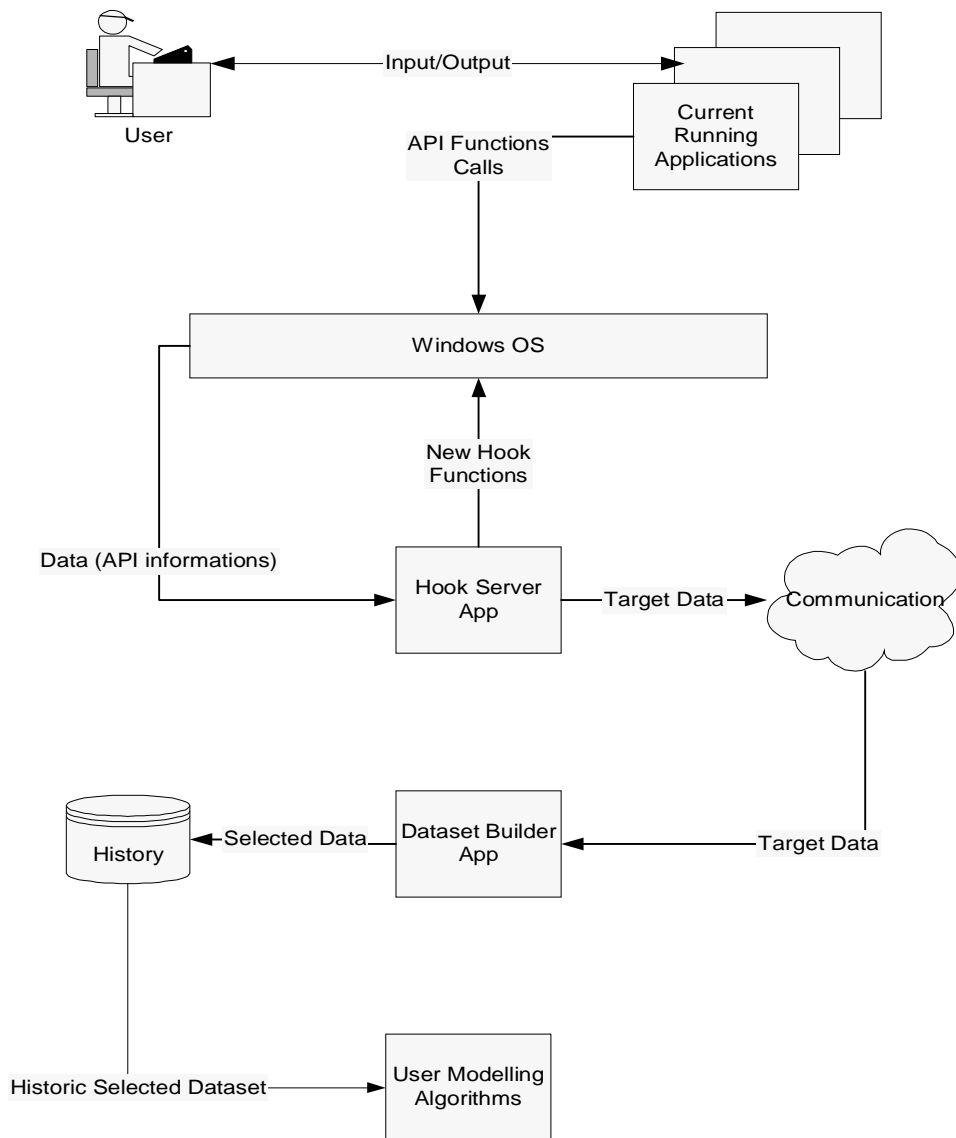 Input/Output
User
Current
Running
Applications
API Functions
Calls
Windows OS
New Hook
Functions
Data (API informations)
Hook Server
App
Target Data
Communication
History
Selected Data
Dataset Builder
App
Target Data
Historic Selected Dataset
User Modelling
Algorithms